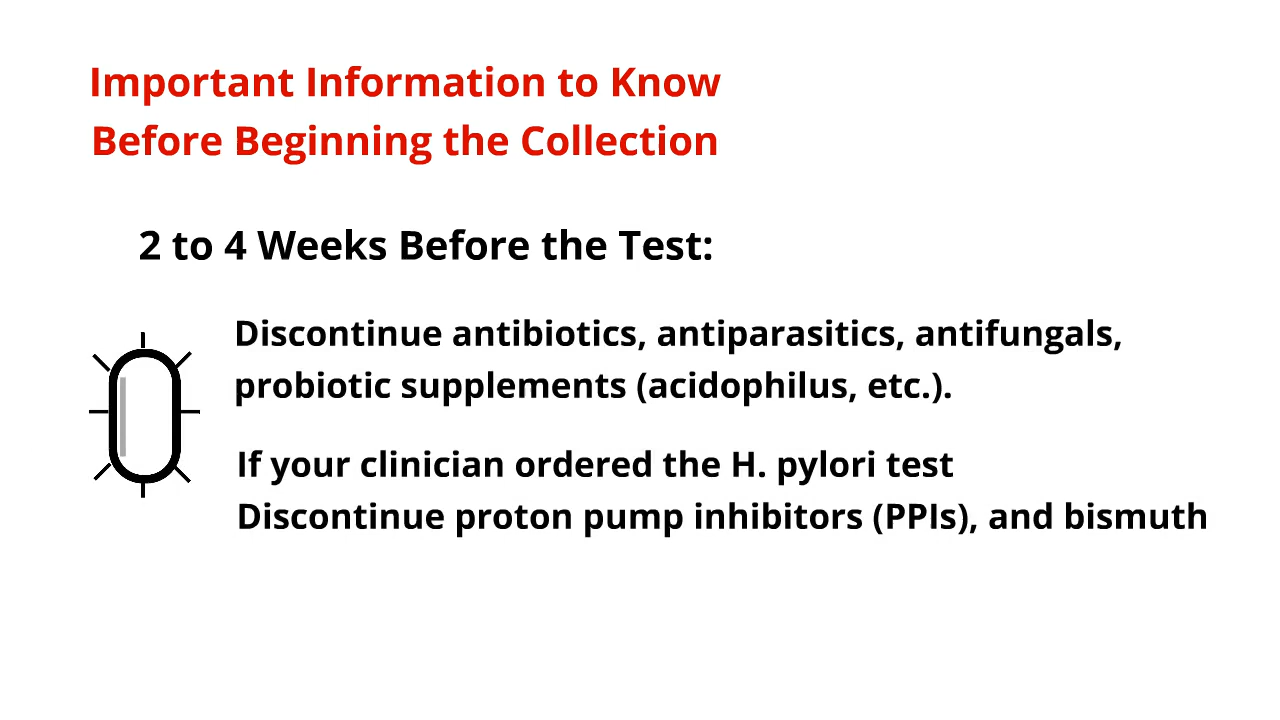 Important Information to Know
Before Beginning the Collection
2 to 4 Weeks Before the Test:
Discontinue antibiotics, antiparasitics, antifungals,
probiotic supplements (acidophilus, etc.).
If your clinician ordered the H. pylori test
Discontinue proton pump inhibitors (PPIs), and bismuth